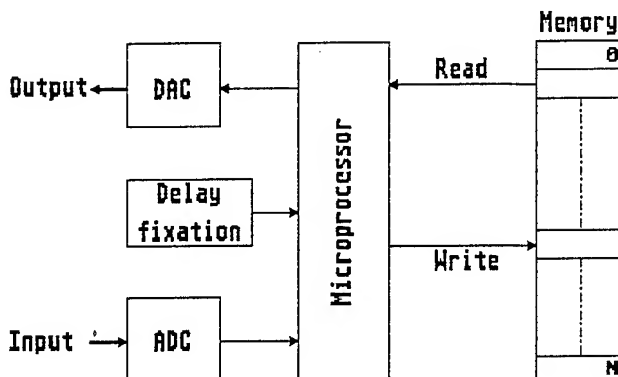 Memory
0
Output
DAC
Read
Delay
fixation
Microprocessor
Write
Input
ADC
N